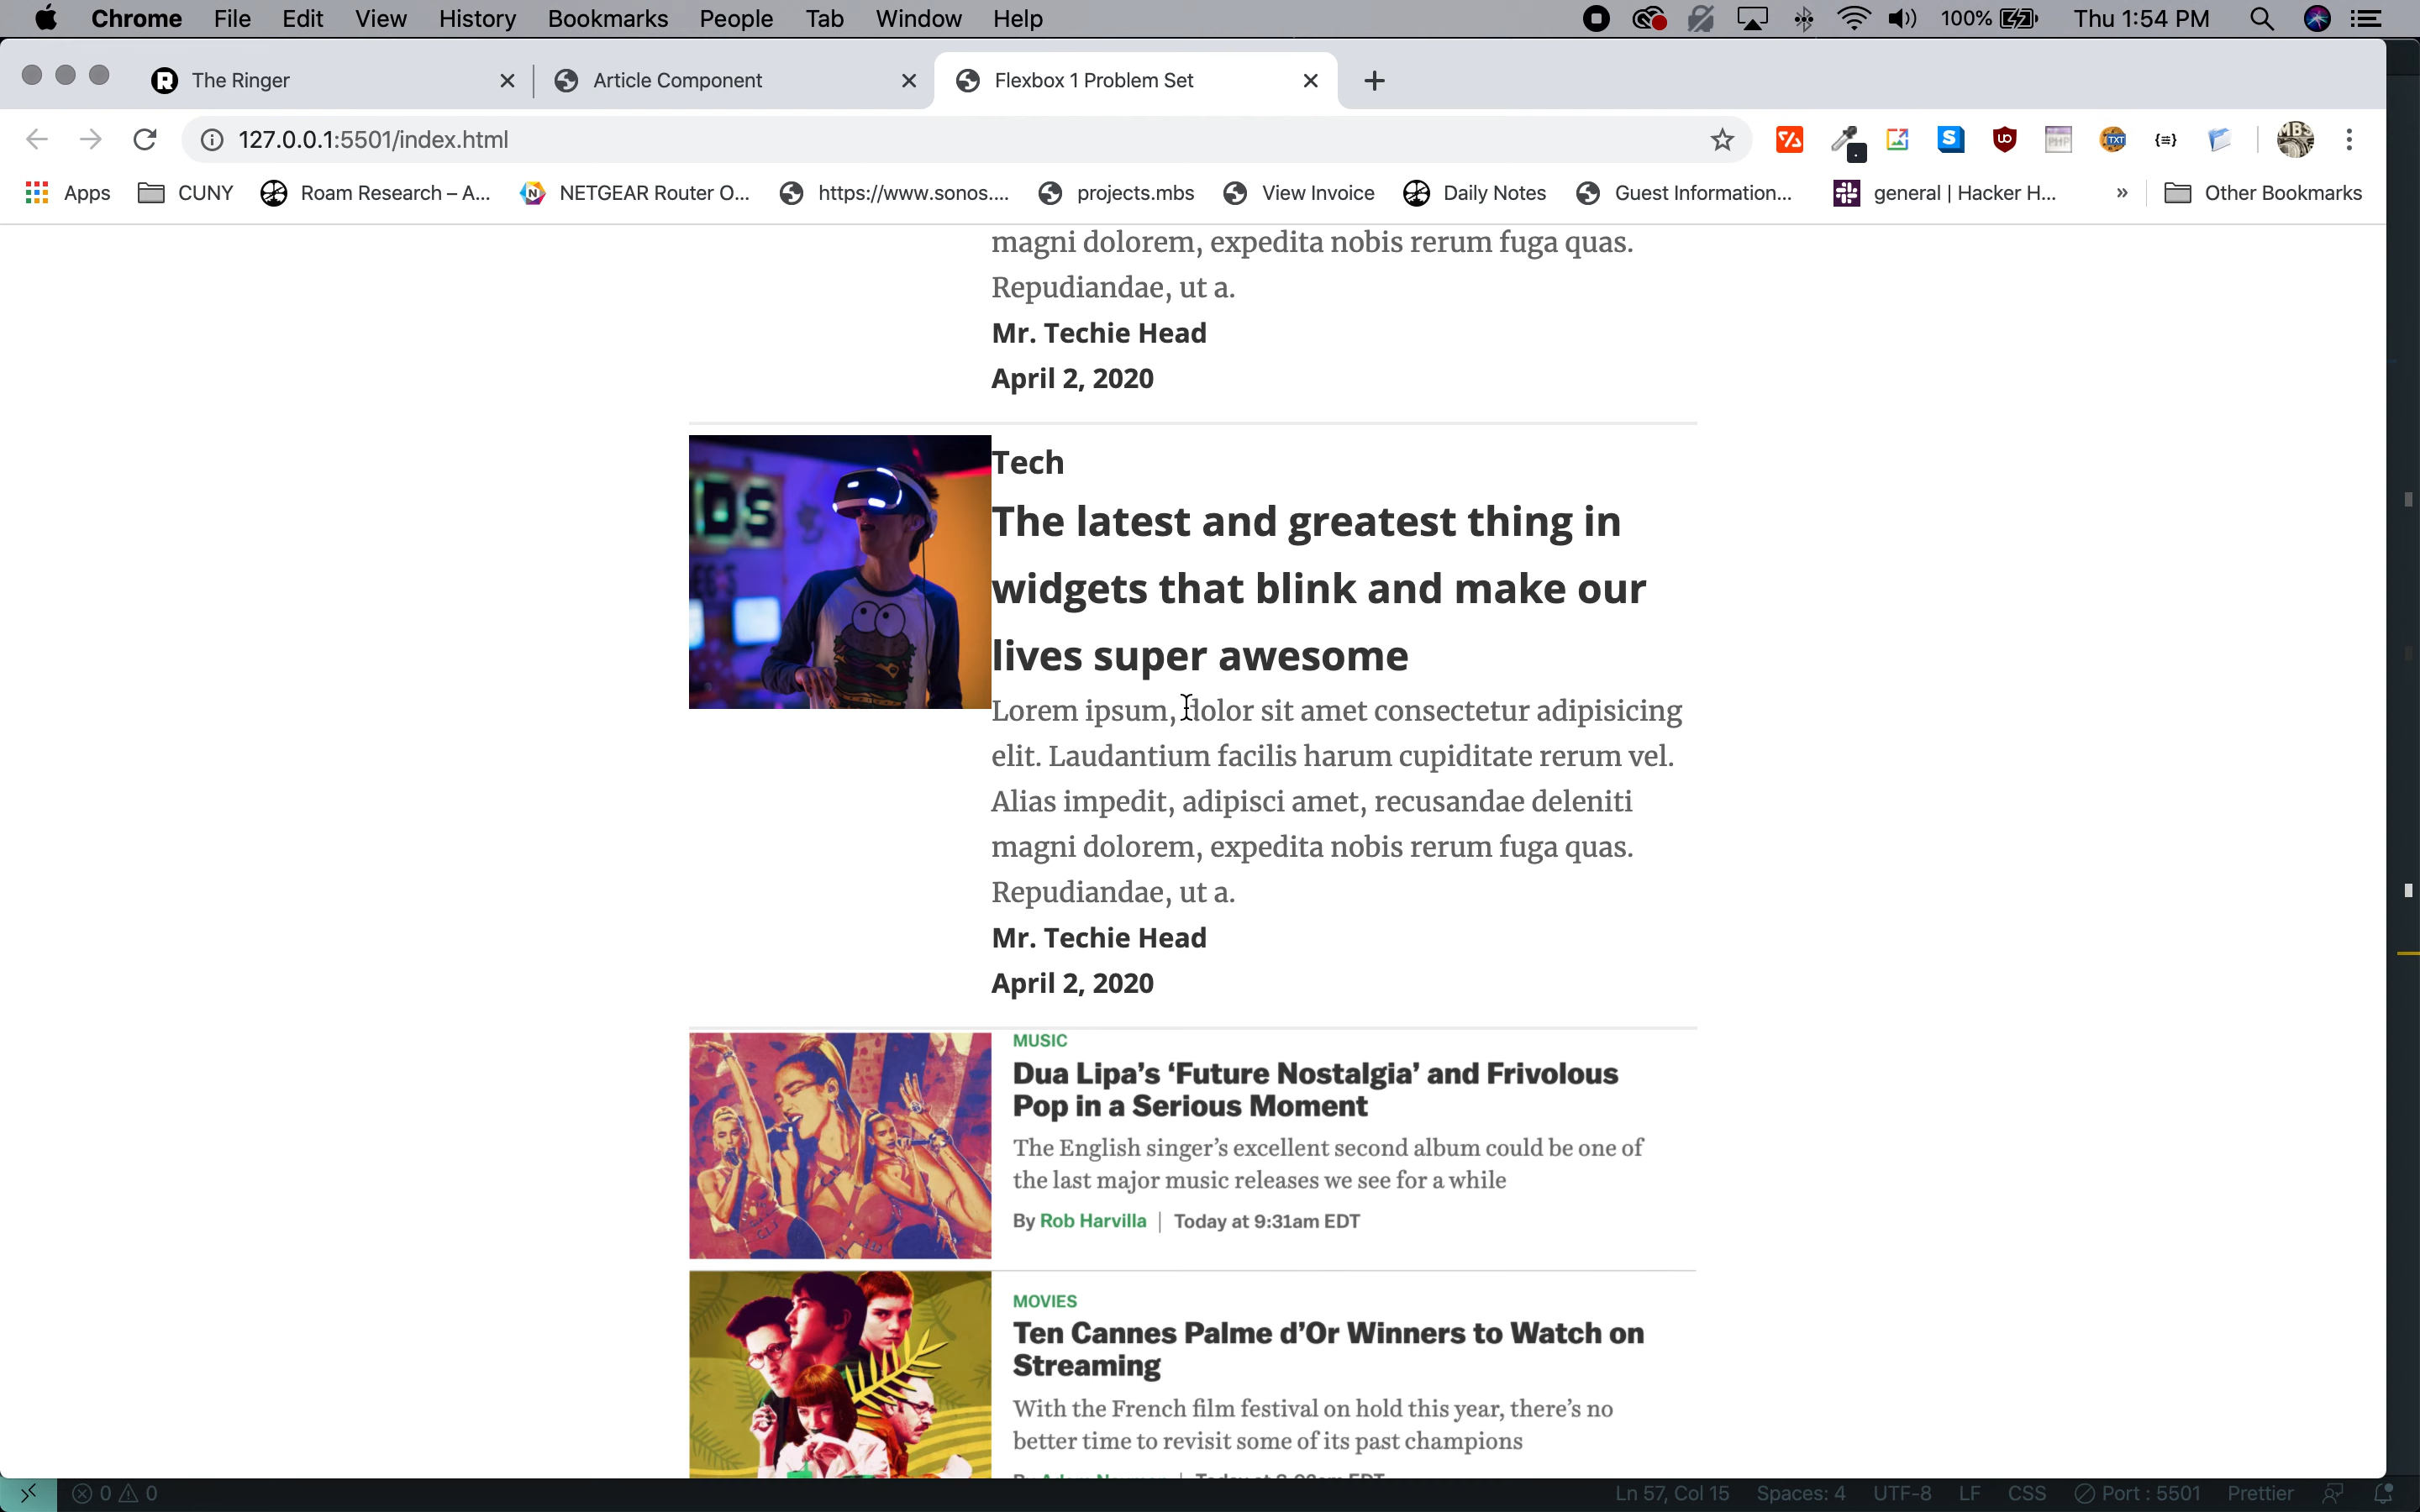 Chrome File Edit View History Bookmarks People Tab Window Help 100% Thu 1:54 PM
The Ringer Article Component Flexbox 1 Problem Set
127.0.0.1:5501/index.html
Apps CUNY Roam Research – A... NETGEAR Router O... https://www.sonos.... projects.mbs View Invoice Daily Notes Guest Information... general | Hacker H... » Other Bookmarks
magni dolorem, expedita nobis rerum fuga quas.
Repudiandae, ut a.
Mr. Techie Head
April 2, 2020
Tech
The latest and greatest thing in
widgets that blink and make our
lives super awesome
Lorem ipsum, dolor sit amet consectetur adipisicing
elit. Laudantium facilis harum cupiditate rerum vel.
Alias impedit, adipisci amet, recusandae deleniti
magni dolorem, expedita nobis rerum fuga quas.
Repudiandae, ut a.
Mr. Techie Head
April 2, 2020
MUSIC
Dua Lipa’s ‘Future Nostalgia’ and Frivolous
Pop in a Serious Moment
The English singer’s excellent second album could be one of
the last major music releases we see for a while
By Rob Harvilla | Today at 9:31am EDT
MOVIES
Ten Cannes Palme d’Or Winners to Watch on
Streaming
With the French film festival on hold this year, there’s no
better time to revisit some of its past champions
0 0 Ln 57, Col 15 Spaces: 4 UTF-8 LF CSS Port : 5501 Prettier